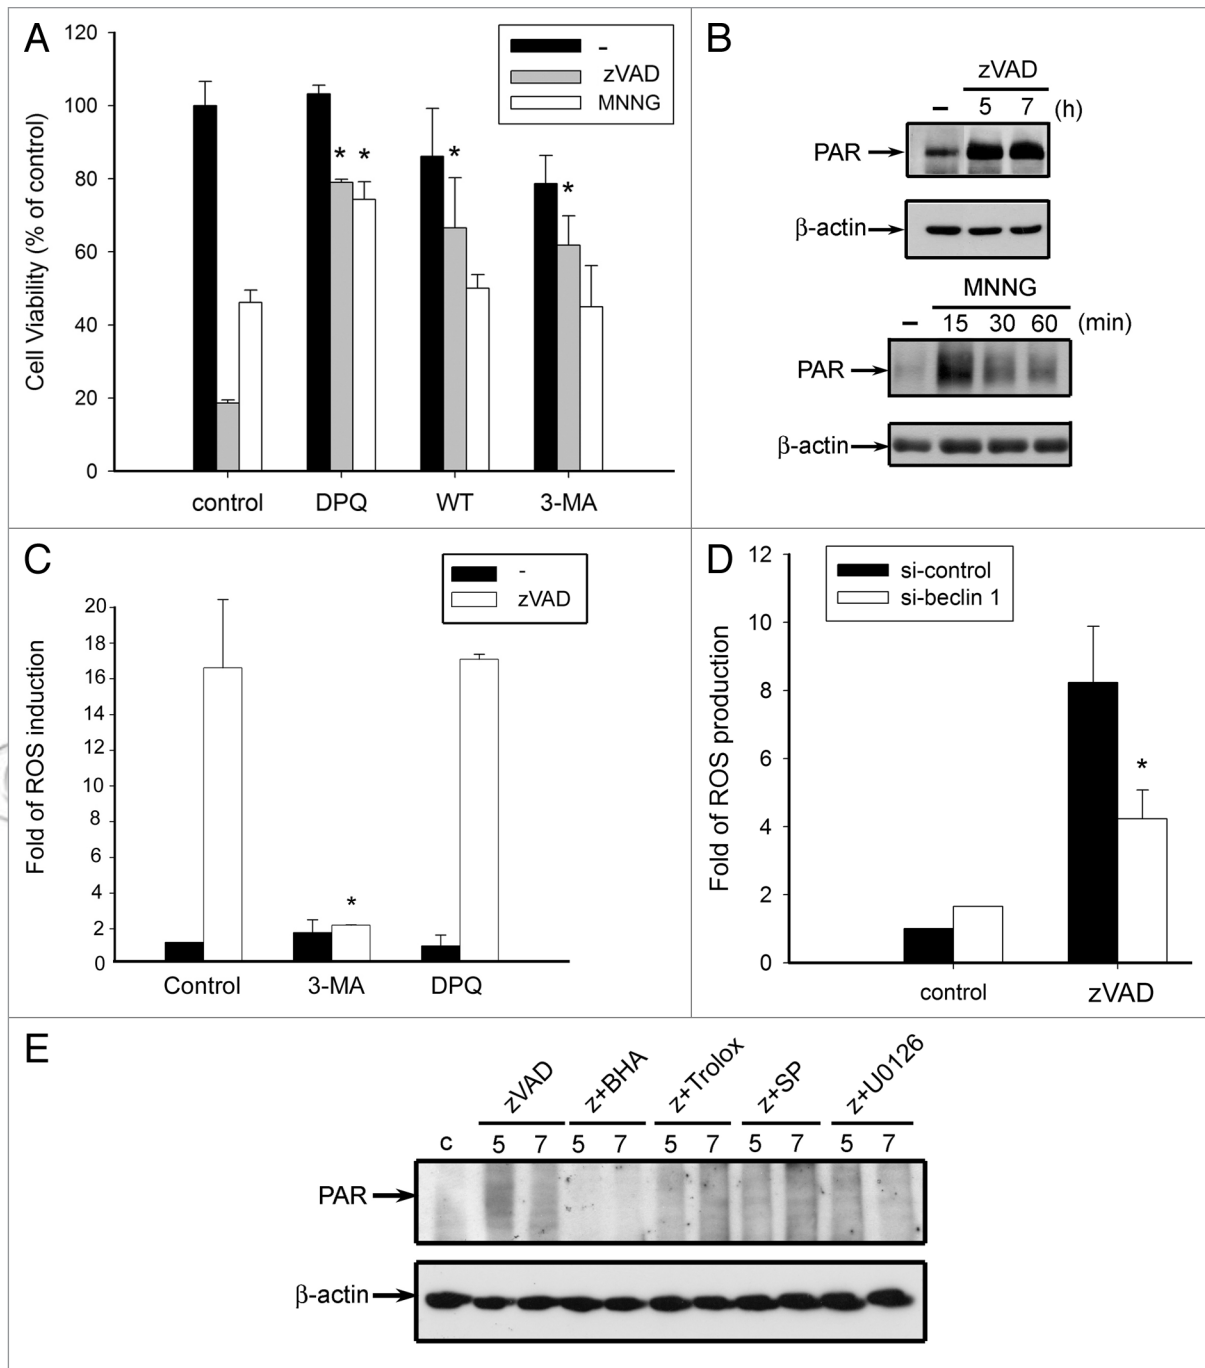 A
Cell Viability (% of control)
120
100
80
60
40
20
0
-
zVAD
MNNG
* *
*
*
control DPQ WT 3-MA
B
zVAD
– 5 7 (h)
PAR
β-actin
MNNG
– 15 30 60 (min)
PAR
β-actin
C
Fold of ROS induction
20
18
16
14
12
10
8
6
4
2
0
-
zVAD
*
Control 3-MA DPQ
D
Fold of ROS production
12
10
8
6
4
2
0
si-control
si-beclin 1
*
control zVAD
E
zVAD z+BHA z+Trolox z+SP z+U0126
c 5 7 5 7 5 7 5 7 5 7
PAR
β-actin